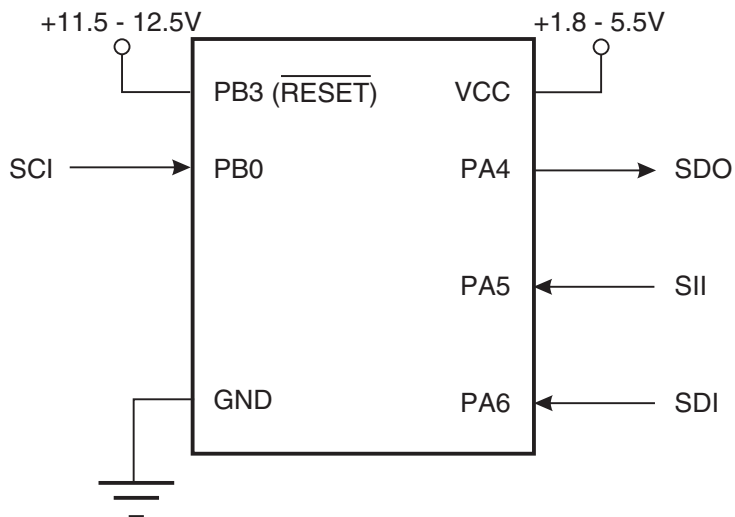 +11.5 - 12.5V
+1.8 - 5.5V
PB3 (RESET)
VCC
SCI
PB0
PA4
SDO
PA5
SII
GND
PA6
SDI